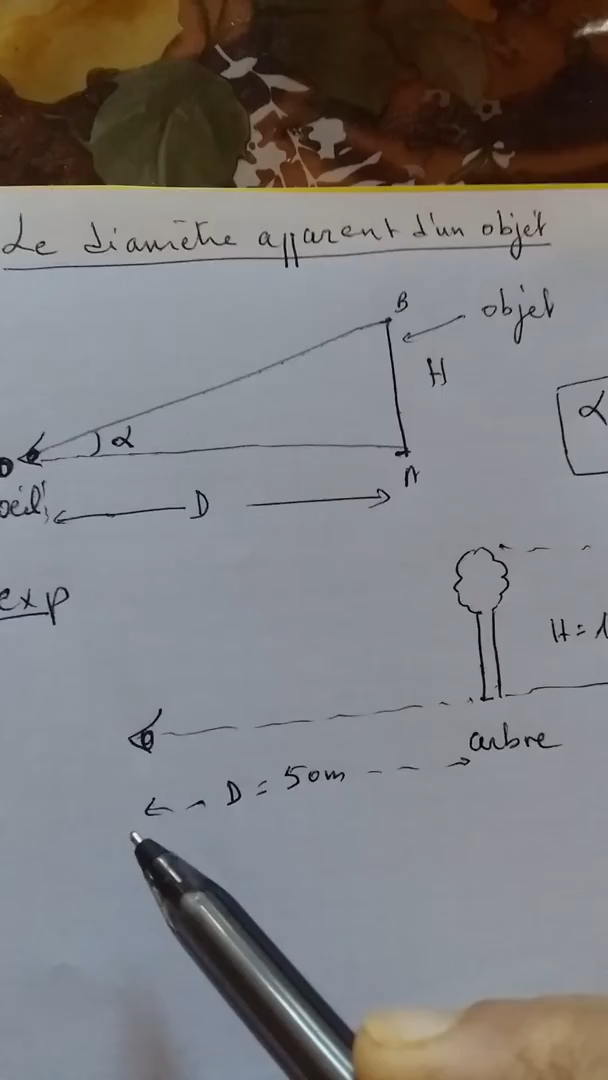 Le diamètre apparent d'un objet
B
objet
H
α
α
A
oeil
D
exp
H = 1
arbre
D = 50m